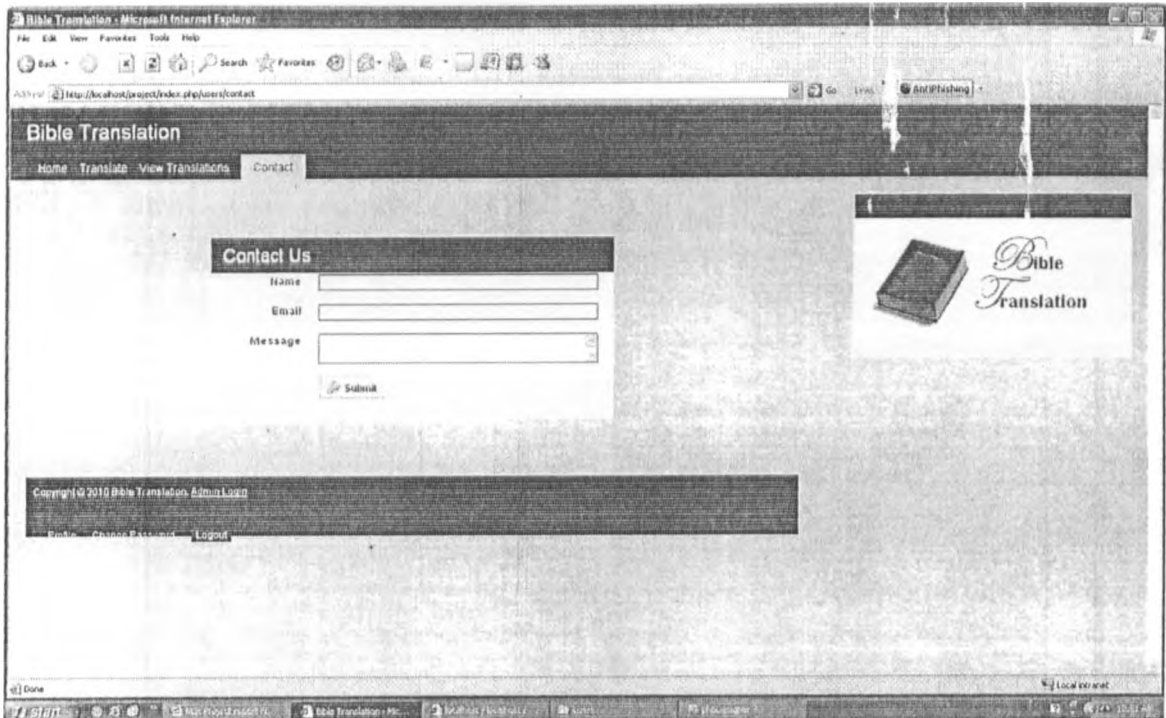 Bible Translation - Microsoft Internet Explorer
File Edit View Favorites Tools Help
Back Search Favorites
Address http://localhost/project/index.php/users/contact Go Links AntiPhishing
Bible Translation
Home Translate View Translations Contact
Bible
Translation
Contact Us
Name
Email
Message
Submit
Copyright © 2010 Bible Translation. Admin Login
Profile Change Password Logout
Done Local intranet
start Bible Translation - Mic...